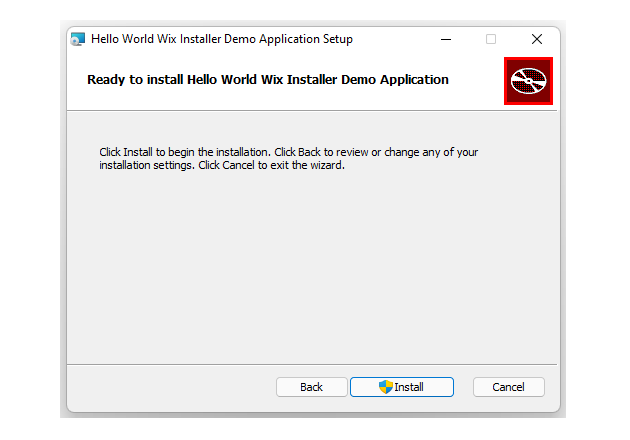 Hello World Wix Installer Demo Application Setup
Ready to install Hello World Wix Installer Demo Application
Click Install to begin the installation. Click Back to review or change any of your
installation settings. Click Cancel to exit the wizard.
Back
Install
Cancel